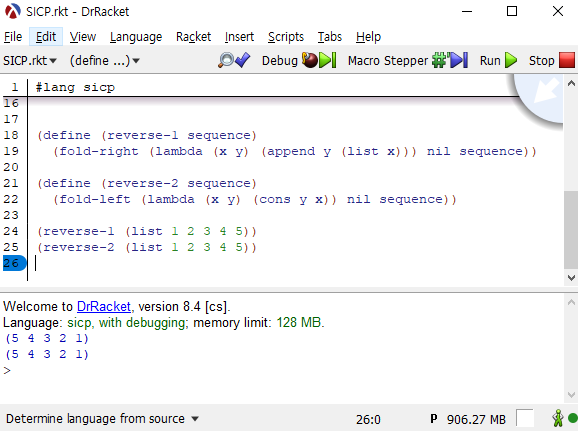 SICP.rkt - DrRacket
File Edit View Language Racket Insert Scripts Tabs Help
SICP.rkt (define ...) Debug Macro Stepper Run Stop
1 #lang sicp
16
17
18 (define (reverse-1 sequence)
19 (fold-right (lambda (x y) (append y (list x))) nil sequence))
20
21 (define (reverse-2 sequence)
22 (fold-left (lambda (x y) (cons y x)) nil sequence))
23
24 (reverse-1 (list 1 2 3 4 5))
25 (reverse-2 (list 1 2 3 4 5))
26
Welcome to DrRacket, version 8.4 [cs].
Language: sicp, with debugging; memory limit: 128 MB.
(5 4 3 2 1)
(5 4 3 2 1)
>
Determine language from source 26:0 P 906.27 MB